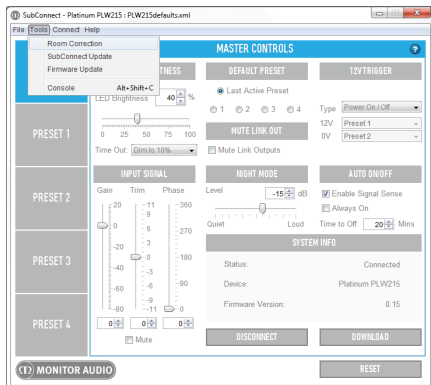 SubConnect - Platinum PLW215 : PLW215defaults.xml
File Tools Connect Help
Room Correction
SubConnect Update
Firmware Update
Console Alt+Shift+C
MASTER CONTROLS ?
TNESS
LED Brightness 40 %
0 25 50 75 100
Time Out: Dim to 10%
DEFAULT PRESET
Last Active Preset
1 2 3 4
MUTE LINK OUT
Mute Link Outputs
12V TRIGGER
Type Power On / Off
12V Preset 1
0V Preset 2
PRESET 1
PRESET 2
PRESET 3
PRESET 4
INPUT SIGNAL
Gain Trim Phase
20 11 360
9
0 6 270
3
-20 0 180
-40 -3
-6 90
-60 -9
-80 -11 0
0 0 0
Mute
NIGHT MODE
Level -15 dB
Quiet Loud
AUTO ON/OFF
Enable Signal Sense
Always On
Time to Off 20 Mins
SYSTEM INFO
Status: Connected
Device: Platinum PLW215
Firmware Version: 0.15
DISCONNECT DOWNLOAD
MONITOR AUDIO RESET